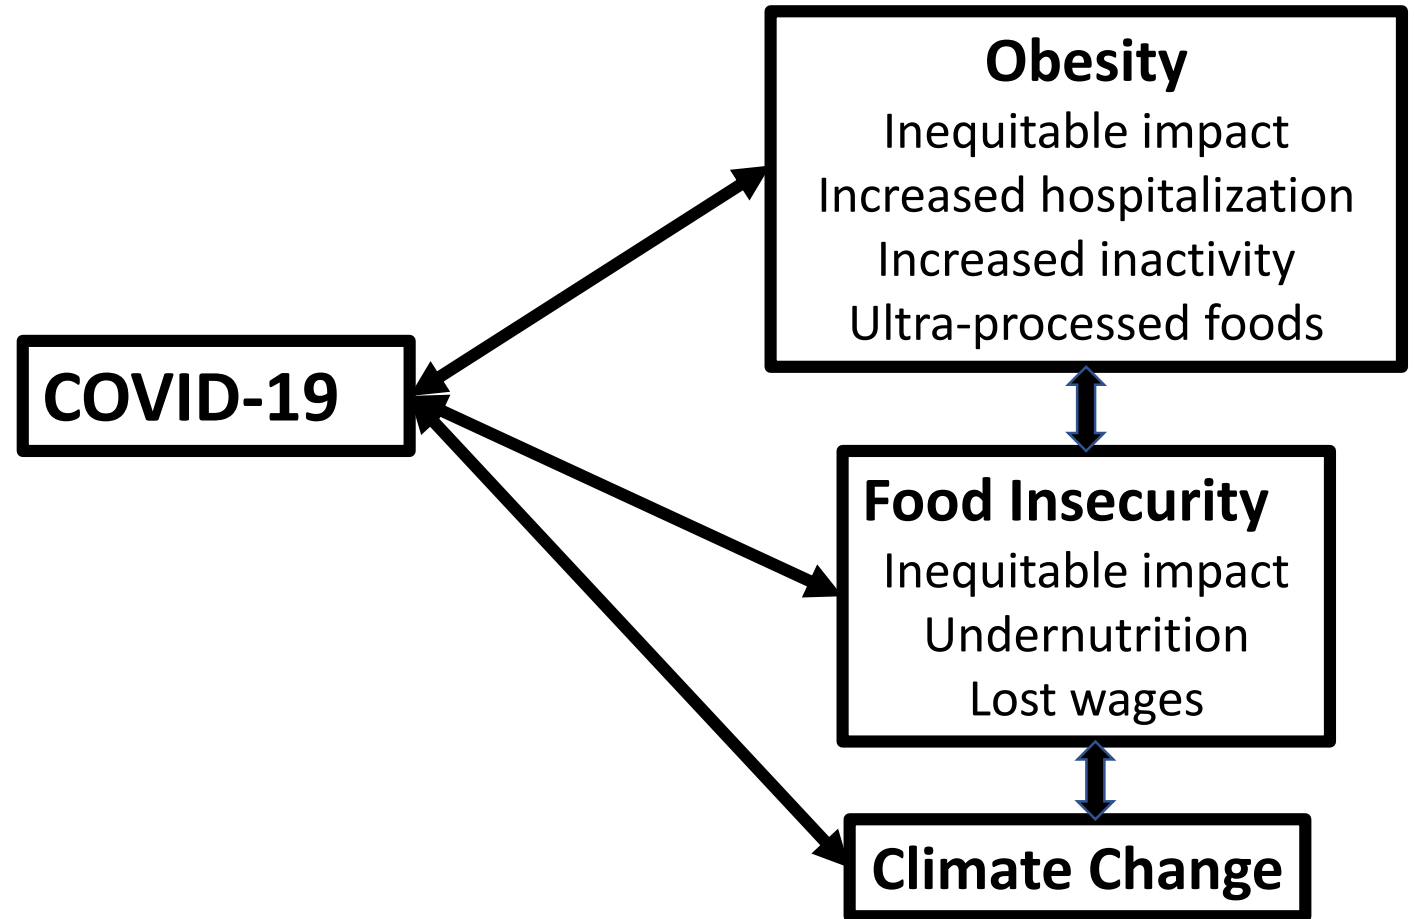 COVID-19
Obesity
Inequitable impact
Increased hospitalization
Increased inactivity
Ultra-processed foods
Food Insecurity
Inequitable impact
Undernutrition
Lost wages
Climate Change